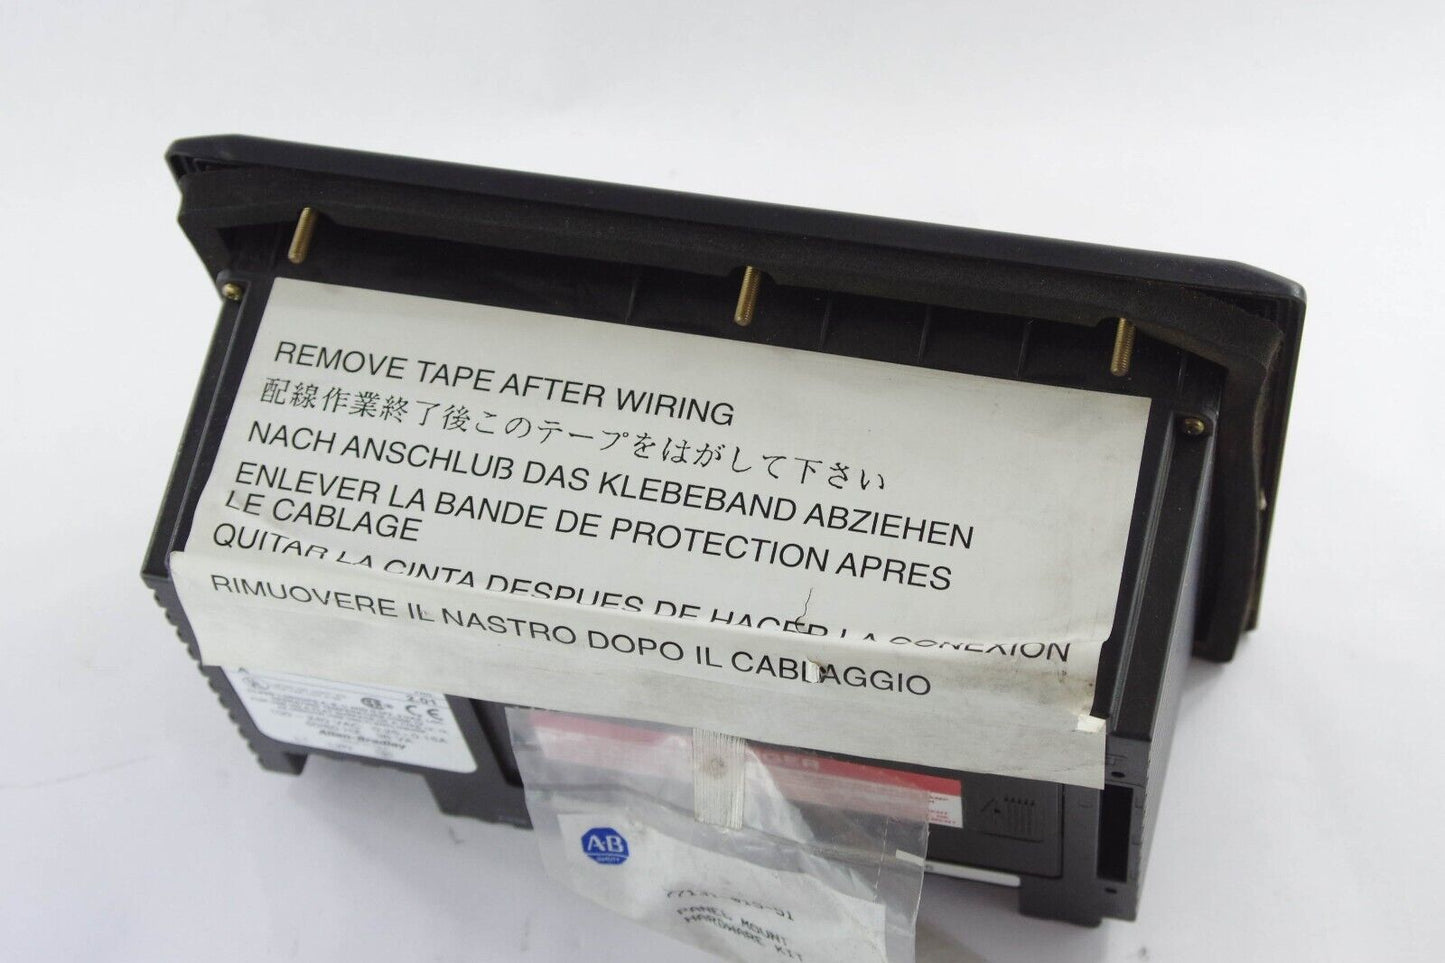 REMOVE TAPE AFTER WIRING
配線作業終了後このテープをはがして下さい
NACH ANSCHLUß DAS KLEBEBAND ABZIEHEN
ENLEVER LA BANDE DE PROTECTION APRES
LE CABLAGE
QUITAR LA CINTA DESPUES DE HACER LA CONEXION
RIMUOVERE IL NASTRO DOPO IL CABLAGGIO
2.01
CE
Allen-Bradley
AB
PANEL MOUNT
HARDWARE KIT